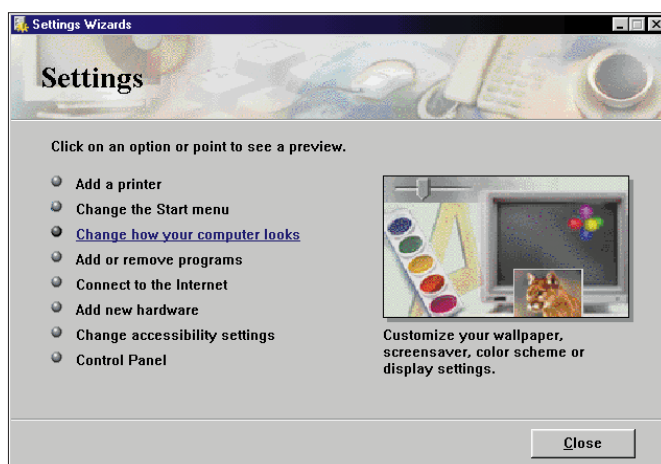 Settings Wizards
Settings
Click on an option or point to see a preview.
Add a printer
Change the Start menu
Change how your computer looks
Add or remove programs
Connect to the Internet
Add new hardware
Change accessibility settings
Control Panel
Customize your wallpaper,
screensaver, color scheme or
display settings.
Close